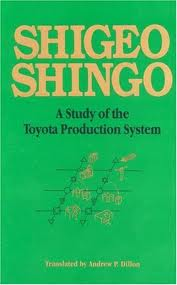 SHIGEO
SHINGO
A Study of the
Toyota Production System
Translated by Andrew P. Dillon